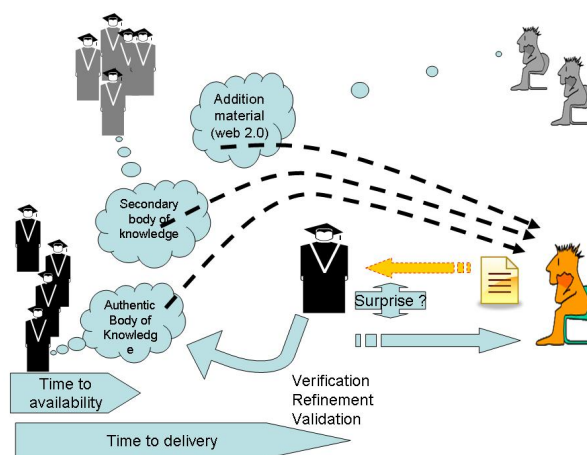 Addition
material
(web 2.0)
Secondary
body of
knowledge
Surprise ?
Authentic
Body of
Knowledg
e
Time to
availability
Verification
Refinement
Validation
Time to delivery